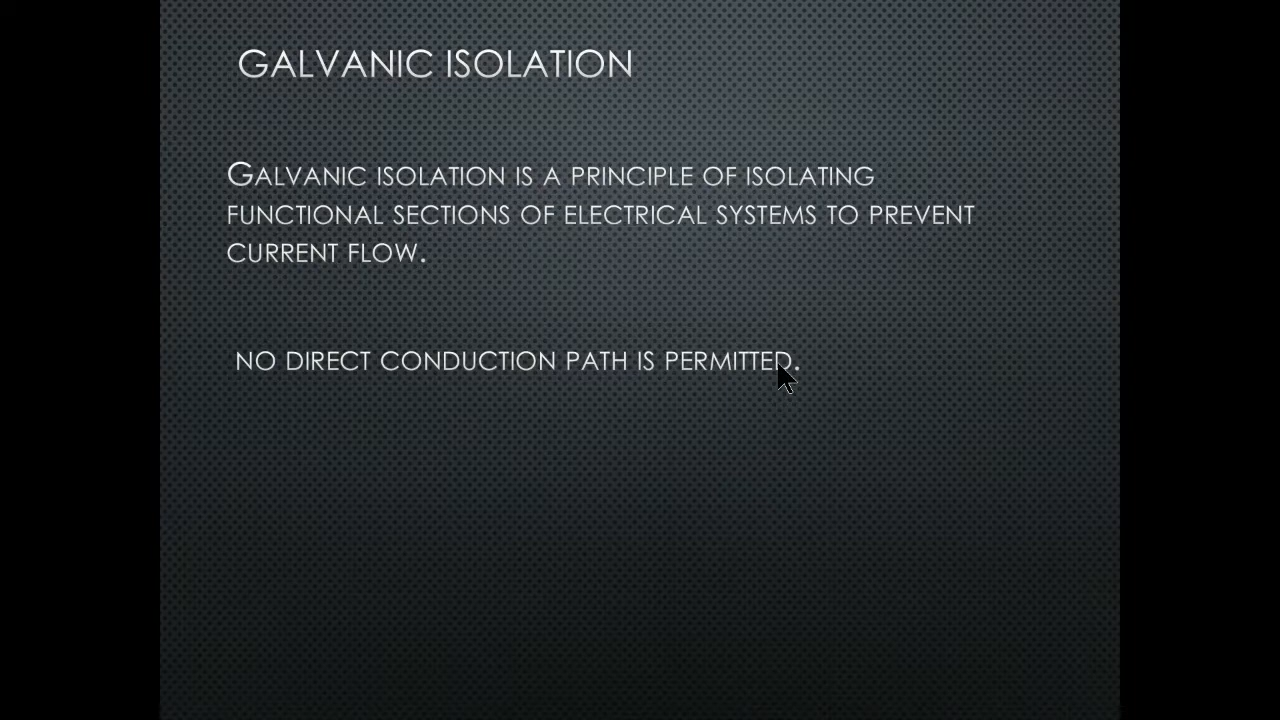 GALVANIC ISOLATION
GALVANIC ISOLATION IS A PRINCIPLE OF ISOLATING
FUNCTIONAL SECTIONS OF ELECTRICAL SYSTEMS TO PREVENT
CURRENT FLOW.
NO DIRECT CONDUCTION PATH IS PERMITTED.